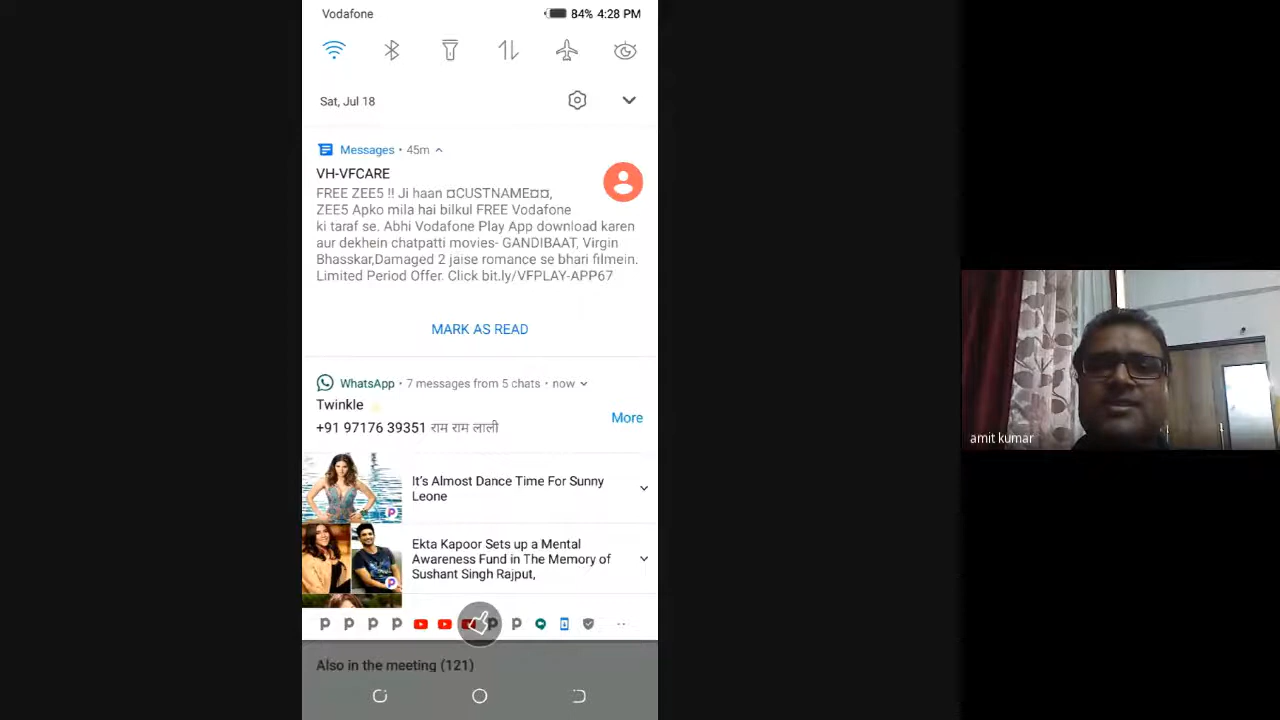 Vodafone
84% 4:28 PM
Sat, Jul 18
Messages • 45m
VH-VFCARE
FREE ZEE5 !! Ji haan ¤CUSTNAME¤¤,
ZEE5 Apko mila hai bilkul FREE Vodafone
ki taraf se. Abhi Vodafone Play App download karen
aur dekhein chatpatti movies- GANDIBAAT, Virgin
Bhasskar,Damaged 2 jaise romance se bhari filmein.
Limited Period Offer. Click bit.ly/VFPLAY-APP67
MARK AS READ
WhatsApp • 7 messages from 5 chats • now
Twinkle
+91 97176 39351 राम राम लाली
More
It's Almost Dance Time For Sunny
Leone
Ekta Kapoor Sets up a Mental
Awareness Fund in The Memory of
Sushant Singh Rajput,
Also in the meeting (121)
amit kumar